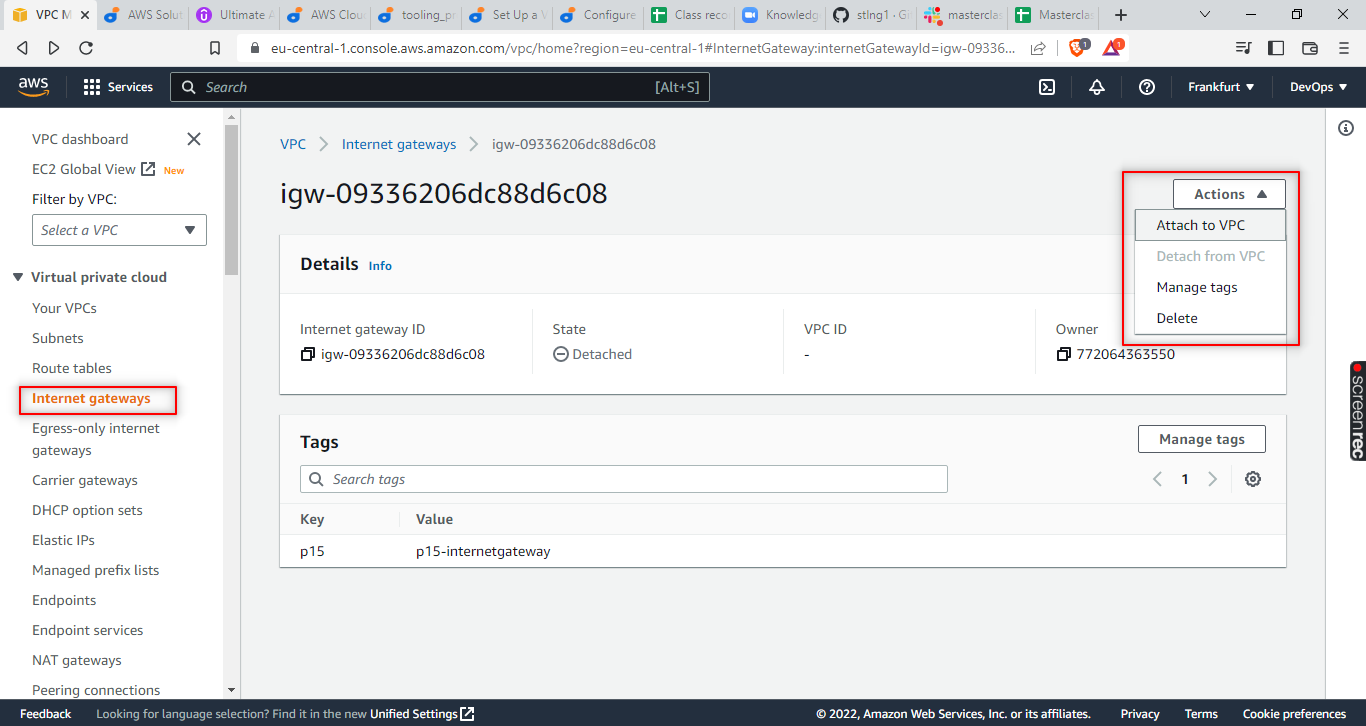 VPC M
AWS Solut
Ultimate A
AWS Clou
tooling_pr
Set Up a V
Configure
Class reco
Knowledg
stlng1 · Gi
masterclas
Masterclas
eu-central-1.console.aws.amazon.com/vpc/home?region=eu-central-1#InternetGateway:internetGatewayId=igw-09336...
1
1
aws
Services
Search
[Alt+S]
Frankfurt
DevOps
VPC dashboard
EC2 Global View New
Filter by VPC:
Select a VPC
Virtual private cloud
Your VPCs
Subnets
Route tables
Internet gateways
Egress-only internet
gateways
Carrier gateways
DHCP option sets
Elastic IPs
Managed prefix lists
Endpoints
Endpoint services
NAT gateways
Peering connections
VPC Internet gateways igw-09336206dc88d6c08
igw-09336206dc88d6c08
Actions
Attach to VPC
Detach from VPC
Manage tags
Delete
Details Info
Internet gateway ID
igw-09336206dc88d6c08
State
Detached
VPC ID
-
Owner
772064363550
Tags
Manage tags
Search tags
1
Key Value
p15 p15-internetgateway
screenrec
Feedback
Looking for language selection? Find it in the new Unified Settings
© 2022, Amazon Web Services, Inc. or its affiliates.
Privacy
Terms
Cookie preferences